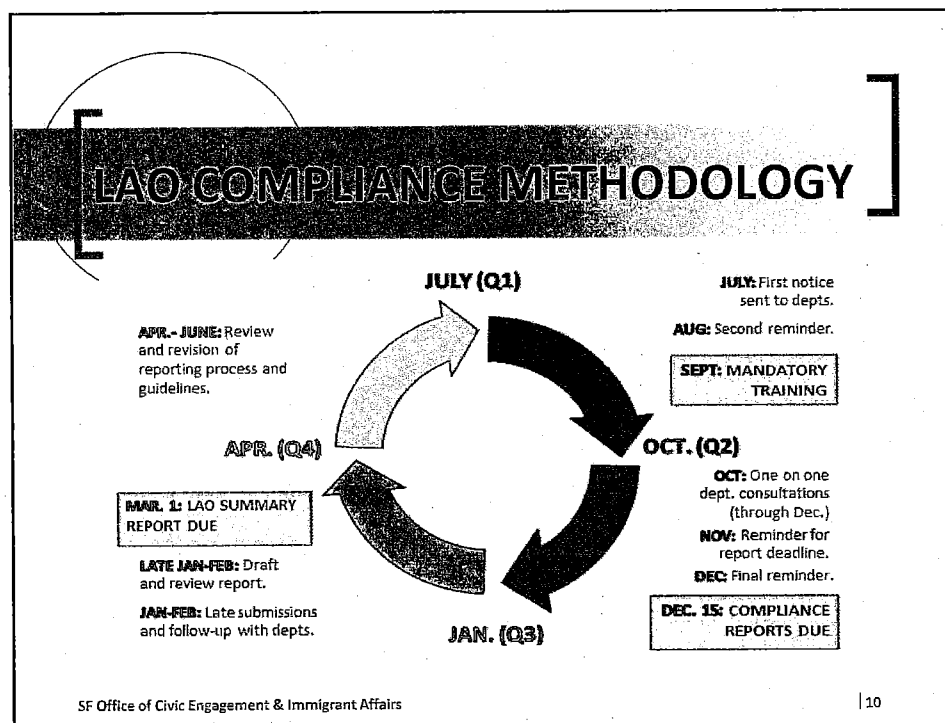 LAO COMPLIANCE METHODOLOGY
JULY (Q1)
JULY: First notice
sent to depts.
AUG: Second reminder.
SEPT: MANDATORY
TRAINING
OCT. (Q2)
OCT: One on one
dept. consultations
(through Dec.)
NOV: Reminder for
report deadline.
DEC: Final reminder.
DEC. 15: COMPLIANCE
REPORTS DUE
JAN. (Q3)
JAN-FEB: Late submissions
and follow-up with depts.
LATE JAN-FEB: Draft
and review report.
MAR. 1: LAO SUMMARY
REPORT DUE
APR. (Q4)
APR.- JUNE: Review
and revision of
reporting process and
guidelines.
SF Office of Civic Engagement & Immigrant Affairs
10